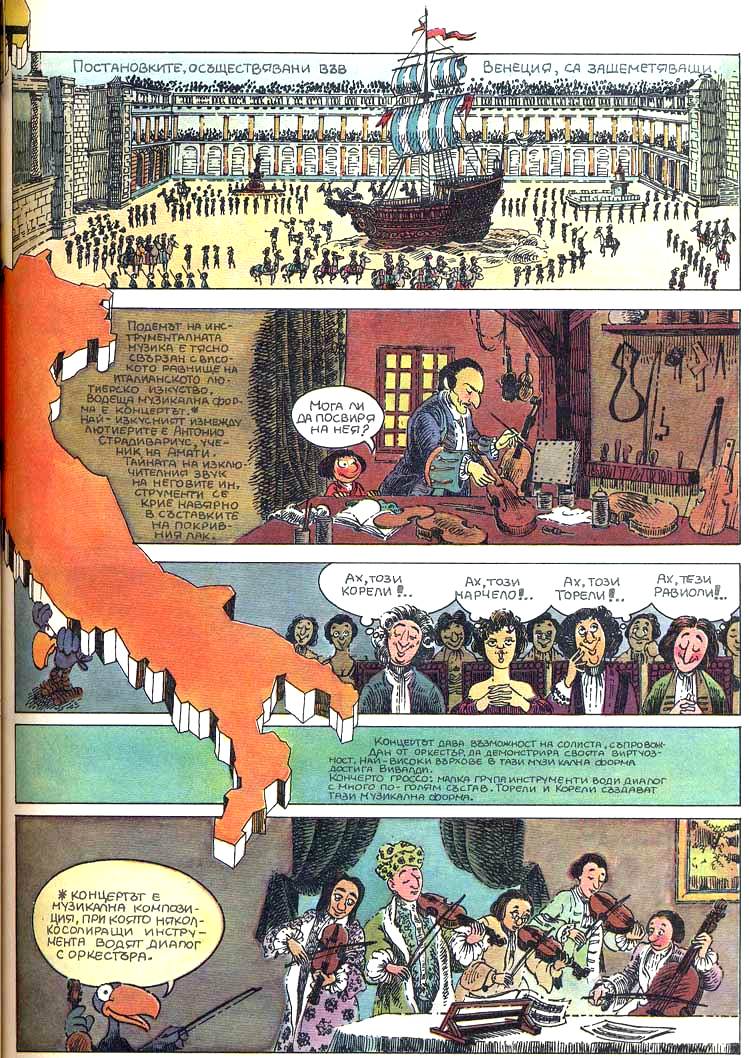 ПОСТАНОВКИТЕ, ОСЪЩЕСТВЯВАНИ ВЪВ ВЕНЕЦИЯ, СА ЗАШЕМЕТЯВАЩИ.
ПОДЕМЪТ НА ИНС-
ТРУМЕНТАЛНАТА
МУЗИКА Е ТЯСНО
СВЪРЗАН С ВИСО-
КОТО РАВНИЩЕ НА
ИТАЛИАНСКОТО ЛЮ-
ТИЕРСКО ИЗКУСТВО.
ВОДЕЩА МУЗИКАЛНА ФОР-
МА Е КОНЦЕРТЪТ.*
НАЙ-ИЗКУСНИЯТ ИЗМЕЖДУ
ЛЮТИЕРИТЕ Е АНТОНИО
СТРАДИВАРИУС, УЧЕ-
НИК НА АМАТИ.
ТАЙНАТА НА ИЗКЛЮ-
ЧИТЕЛНИЯ ЗВУК
НА НЕГОВИТЕ ИН-
СТРУМЕНТИ СЕ
КРИЕ НАВЯРНО
В СЪСТАВКИТЕ
НА ПОКРИВ-
НИЯ ЛАК.
МОГА ЛИ
ДА ПОСВИРЯ
НА НЕЯ?
АХ, ТОЗИ
КОРЕЛИ!..
АХ, ТОЗИ
МАРЧЕЛО!..
АХ, ТОЗИ
ТОРЕЛИ!..
АХ, ТЕЗИ
РАВИОЛИ!..
КОНЦЕРТЪТ ДАВА ВЪЗМОЖНОСТ НА СОЛИСТА, СЪПРОВОЖ-
ДАН ОТ ОРКЕСТЪР, ДА ДЕМОНСТРИРА СВОЯТА ВИРТУОЗ-
НОСТ. НАЙ-ВИСОКИ ВЪРХОВЕ В ТАЗИ МУЗИКАЛНА ФОРМА
ДОСТИГА ВИВАЛДИ.
КОНЧЕРТО ГРОССО: МАЛКА ГРУПА ИНСТРУМЕНТИ ВОДИ ДИАЛОГ
С МНОГО ПО-ГОЛЯМ СЪСТАВ. ТОРЕЛИ И КОРЕЛИ СЪЗДАВАТ
ТАЗИ МУЗИКАЛНА ФОРМА.
* КОНЦЕРТЪТ Е
МУЗИКАЛНА КОМПОЗИ-
ЦИЯ, ПРИ КОЯТО НЯКОЛ-
КО СОЛИРАЩИ ИНСТРУ-
МЕНТА ВОДЯТ ДИАЛОГ
С ОРКЕСТЪРА.